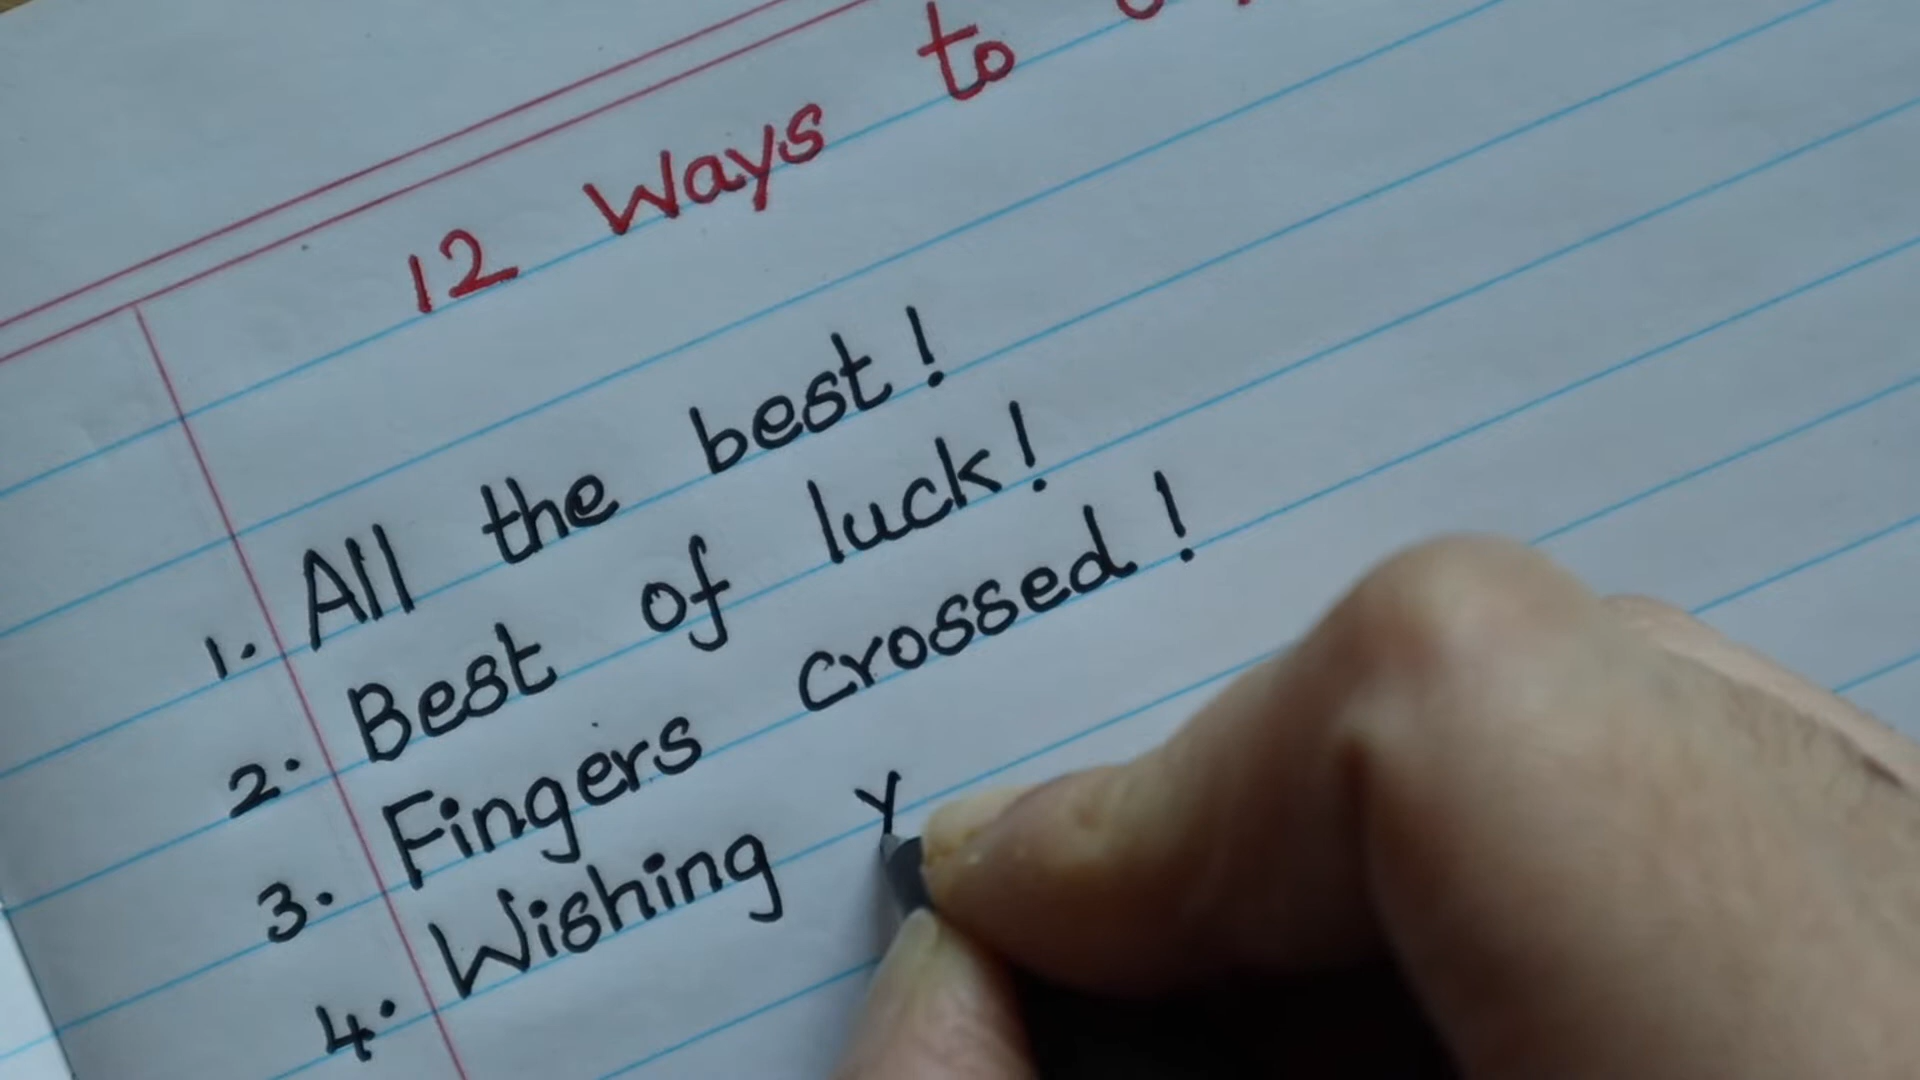 12 Ways to
1. All the best!
2. Best of luck!
3. Fingers crossed!
4. Wishing y